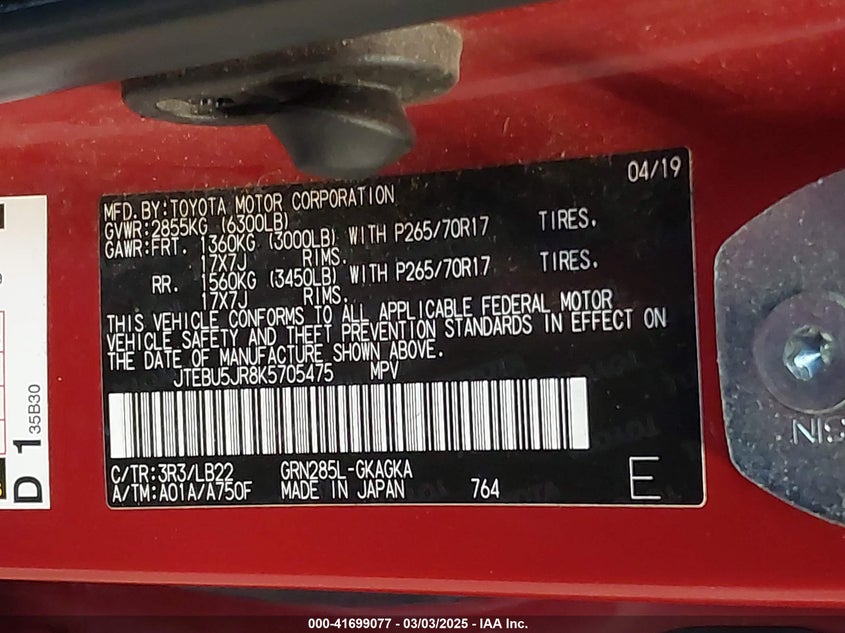 04/19
MFD.BY:TOYOTA MOTOR CORPORATION
GVWR:2855KG (6300LB)
GAWR:FRT. 1360KG (3000LB) WITH P265/70R17 TIRES.
17X7J RIMS.
RR. 1560KG (3450LB) WITH P265/70R17 TIRES.
17X7J RIMS.
THIS VEHICLE CONFORMS TO ALL APPLICABLE FEDERAL MOTOR
VEHICLE SAFETY AND THEFT PREVENTION STANDARDS IN EFFECT ON
THE DATE OF MANUFACTURE SHOWN ABOVE.
JTEBU5JR8K5705475 MPV
C/TR:3R3/LB22 GRN285L-GKAGKA
A/TM:A01A/A750F MADE IN JAPAN 764 E
D1
35B30
NIS
000-41699077 - 03/03/2025 - IAA Inc.